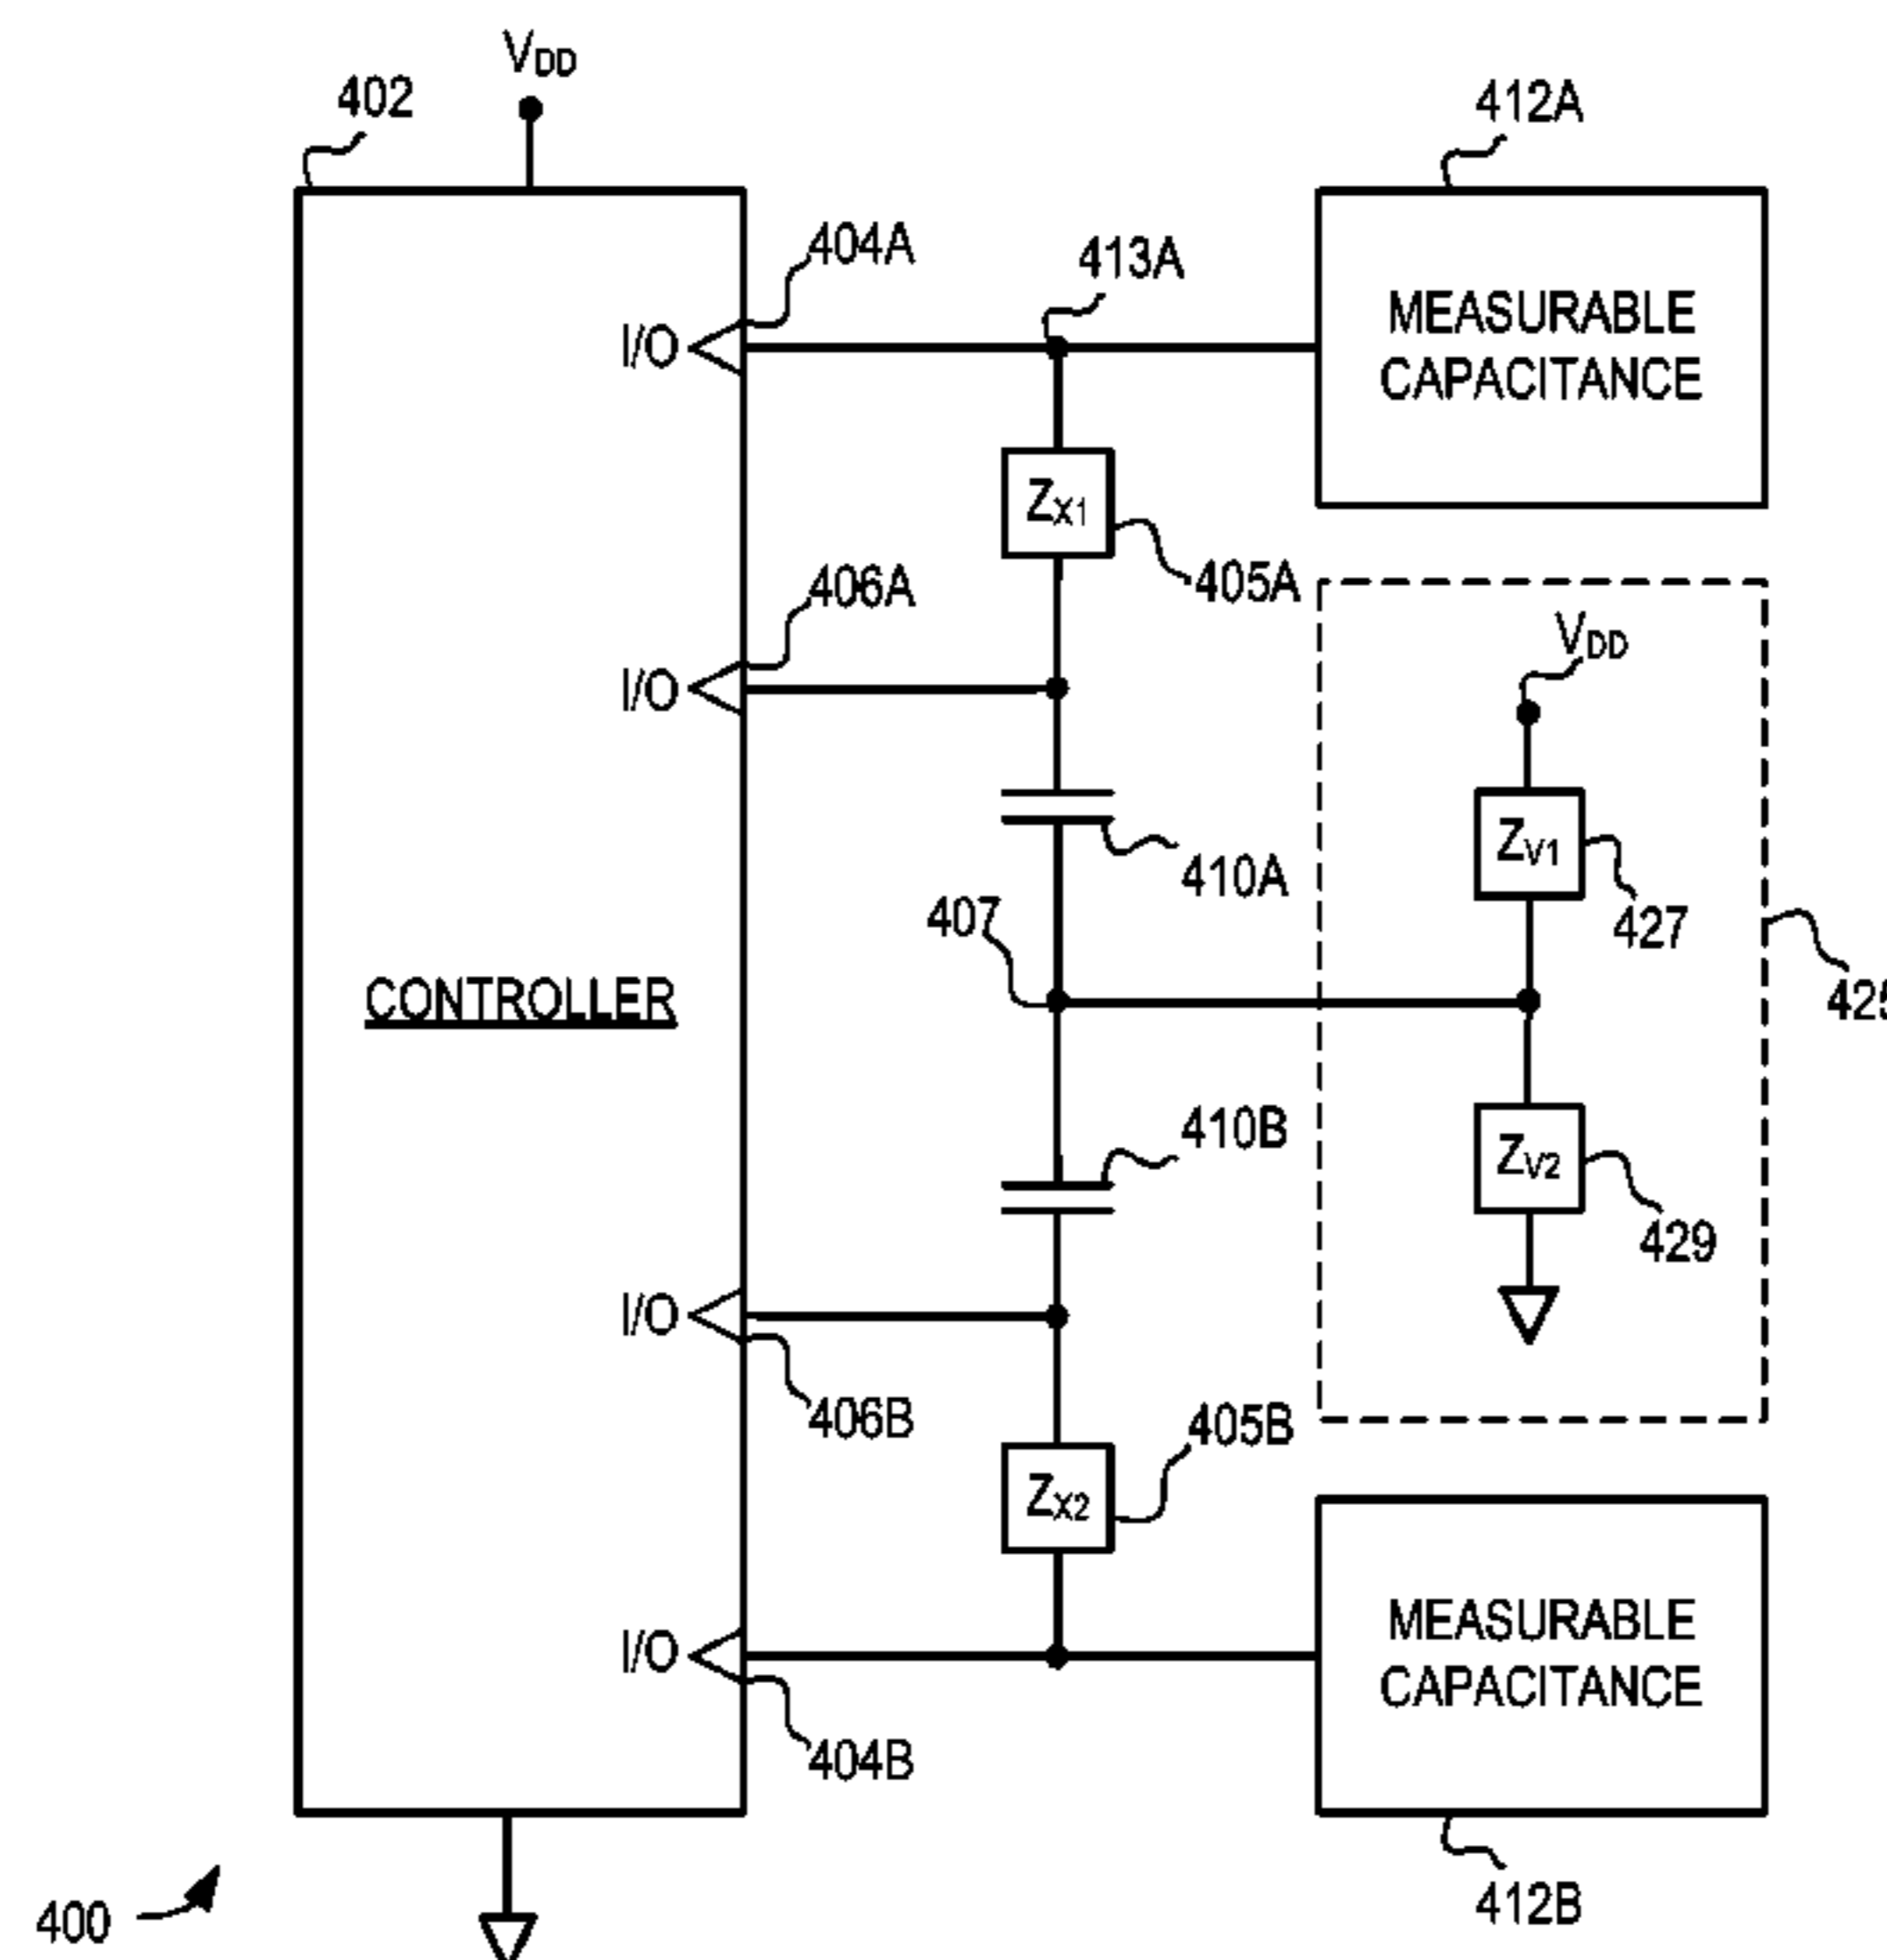 VDD
402
412A
404A
413A
I/O
MEASURABLE
CAPACITANCE
ZX1
405A
406A
I/O
VDD
ZV1
427
410A
407
CONTROLLER
425
410B
ZV2
429
I/O
406B
405B
ZX2
I/O
MEASURABLE
CAPACITANCE
404B
412B
400